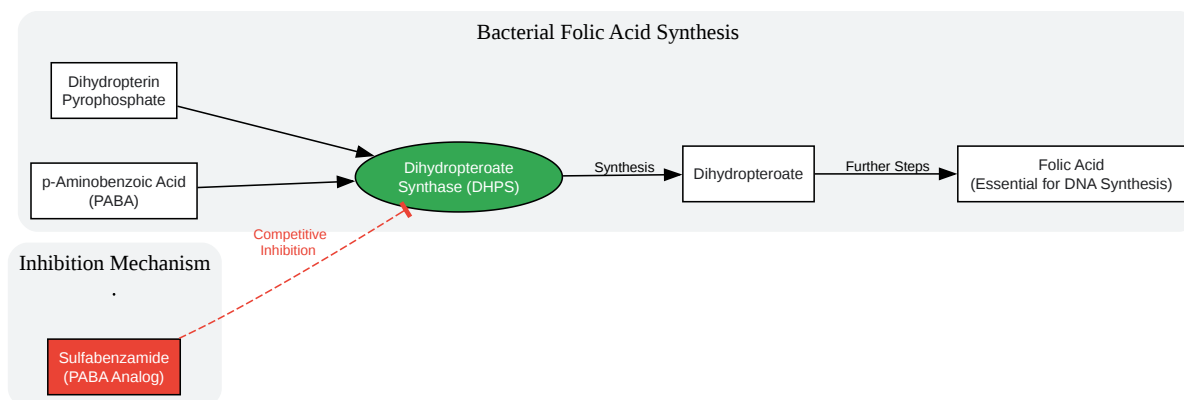 Bacterial Folic Acid Synthesis
Dihydropterin
Pyrophosphate
p-Aminobenzoic Acid
(PABA)
Dihydropteroate
Synthase (DHPS)
Synthesis
Dihydropteroate
Further Steps
Folic Acid
(Essential for DNA Synthesis)
Competitive
Inhibition
Inhibition Mechanism
.
Sulfabenzamide
(PABA Analog)